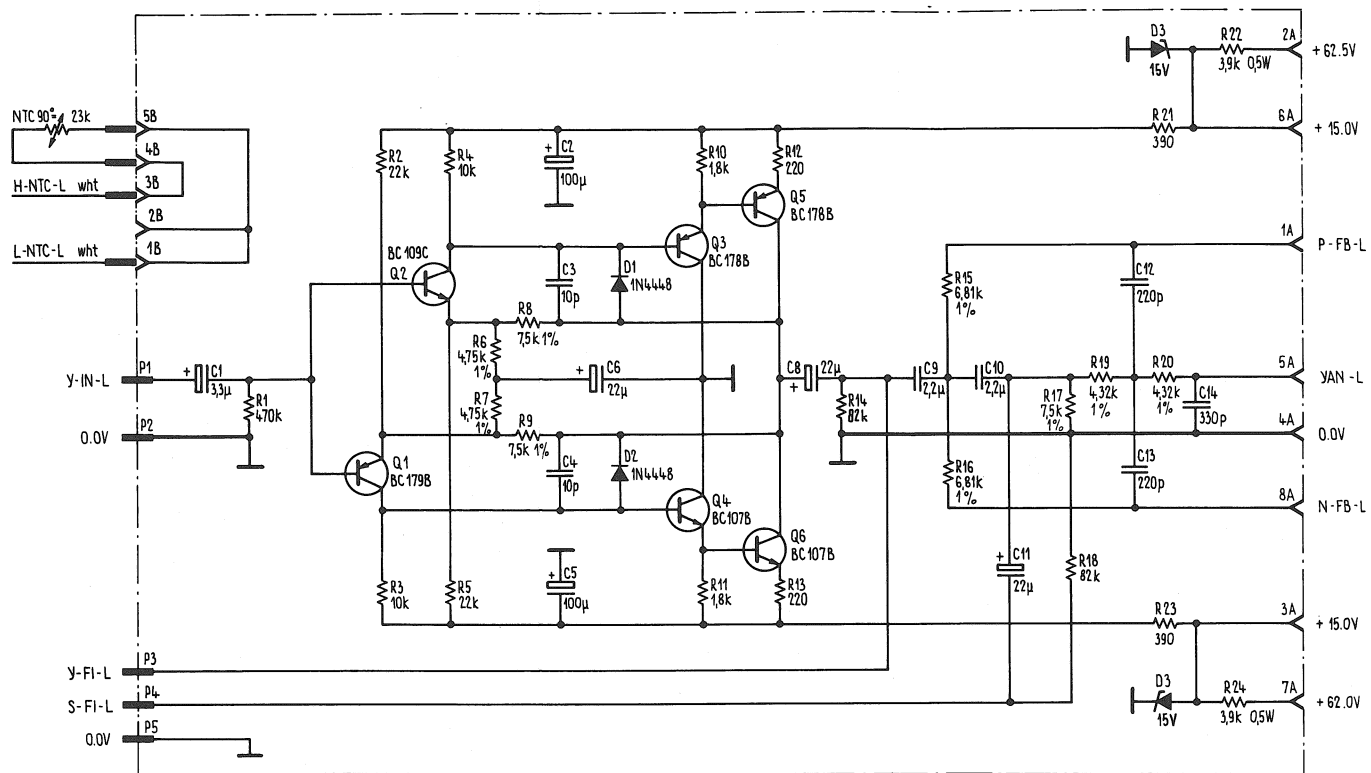 D3
15V
R22
3,9k 0,5W
2A
+62.5V
NTC 90°= 23k
5B
4B
3B
H-NTC-L wht
2B
1B
L-NTC-L wht
R21
390
6A
+ 15.0V
R2
22k
R4
10k
+
C2
100µ
R10
1,8k
R12
220
Q5
BC178B
BC109C
Q2
C3
10p
D1
1N4448
Q3
BC178B
1A
P-FB-L
R15
6,81k
1%
C12
220p
R8
7,5k 1%
R6
4,75k
1%
P1
Y-IN-L
+
C1
3,3µ
R1
470k
+
C6
22µ
C8
22µ
+
R14
82k
C9
2,2µ
C10
2,2µ
R17
7,5k
1%
R19
4,32k
1%
R20
4,32k
1%
C14
330p
5A
YAN-L
P2
0.0V
R7
4,75k
1%
R9
7,5k 1%
4A
0.0V
Q1
BC179B
C4
10p
D2
1N4448
R16
6,81k
1%
C13
220p
8A
N-FB-L
Q4
BC107B
Q6
BC107B
R3
10k
R5
22k
+
C5
100µ
R11
1,8k
R13
220
+
C11
22µ
R18
82k
R23
390
3A
+ 15.0V
P3
Y-FI-L
P4
S-FI-L
P5
0.0V
D3
15V
R24
3,9k 0,5W
7A
+62.0V